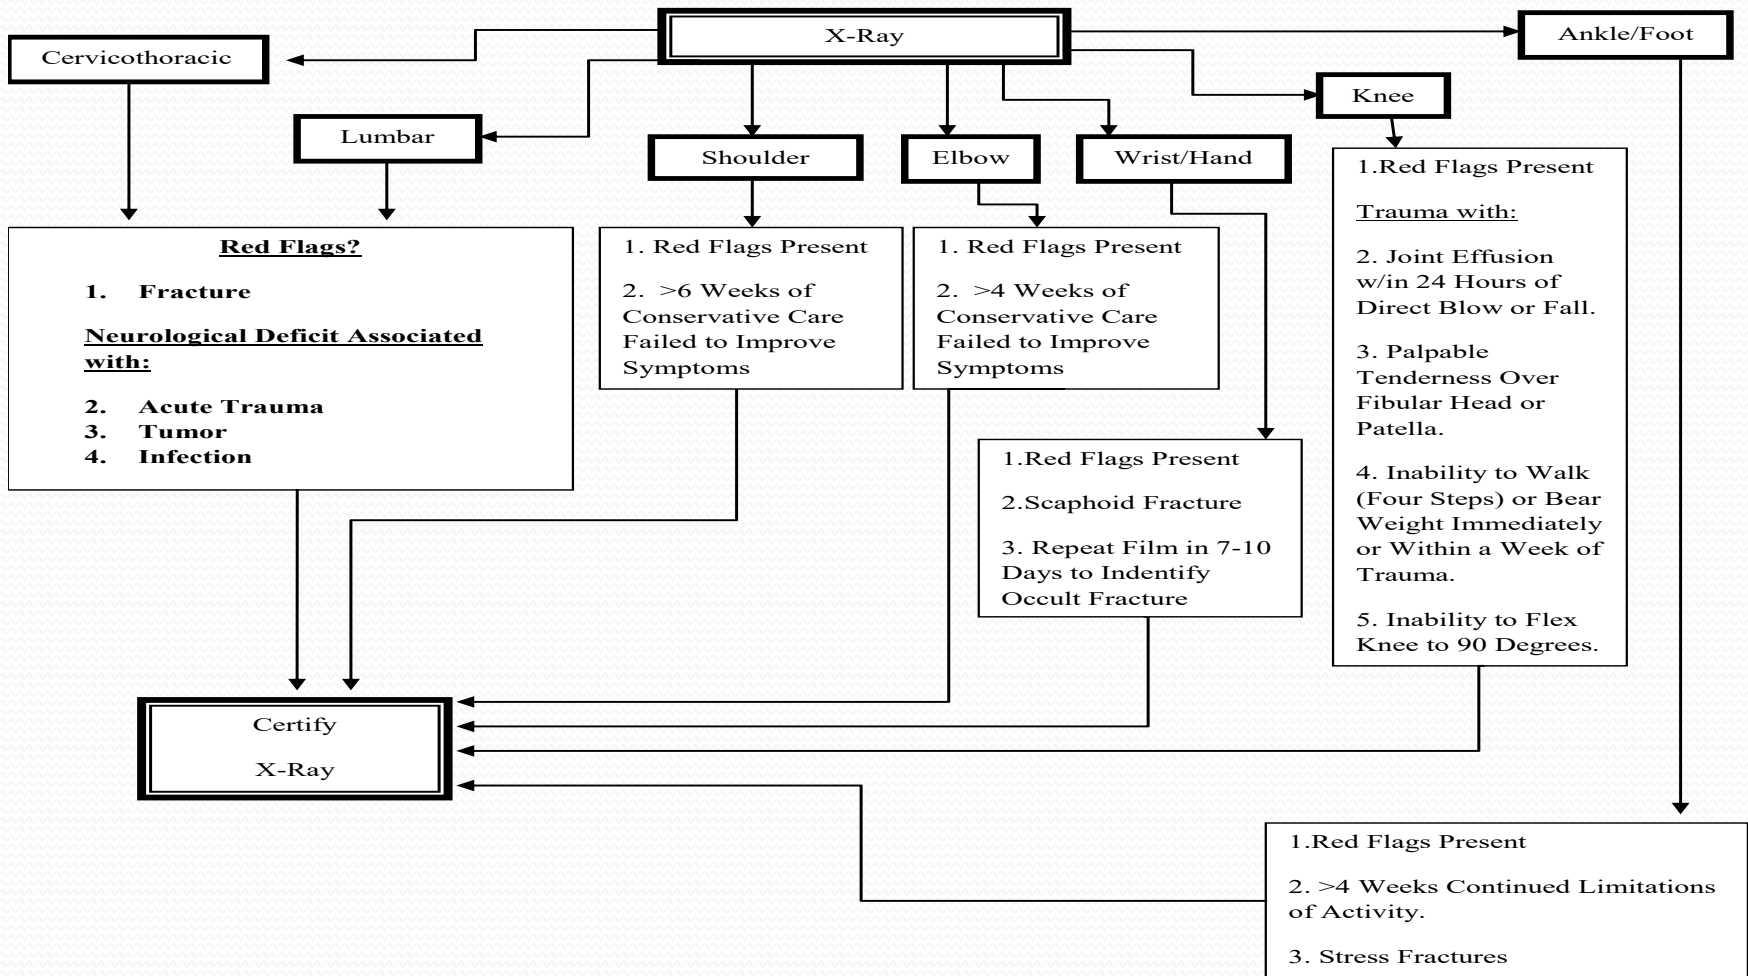 X-Ray
Ankle/Foot
Cervicothoracic
Knee
Lumbar
Shoulder
Elbow
Wrist/Hand
Red Flags?
1. Fracture
Neurological Deficit Associated
with:
2. Acute Trauma
3. Tumor
4. Infection
1. Red Flags Present
2. >6 Weeks of
Conservative Care
Failed to Improve
Symptoms
1. Red Flags Present
2. >4 Weeks of
Conservative Care
Failed to Improve
Symptoms
1.Red Flags Present
2.Scaphoid Fracture
3. Repeat Film in 7-10
Days to Indentify
Occult Fracture
1.Red Flags Present
Trauma with:
2. Joint Effusion
w/in 24 Hours of
Direct Blow or Fall.
3. Palpable
Tenderness Over
Fibular Head or
Patella.
4. Inability to Walk
(Four Steps) or Bear
Weight Immediately
or Within a Week of
Trauma.
5. Inability to Flex
Knee to 90 Degrees.
Certify
X-Ray
1.Red Flags Present
2. >4 Weeks Continued Limitations
of Activity.
3. Stress Fractures